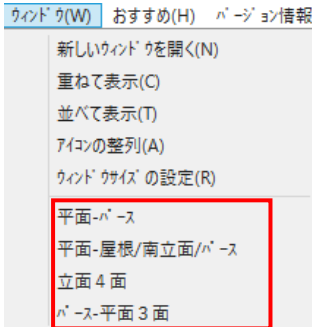 ｳｨﾝﾄﾞｳ(W) おすすめ(H) ﾊﾞｰｼﾞｮﾝ情報
新しいｳｨﾝﾄﾞｳを開く(N)
重ねて表示(C)
並べて表示(T)
ｱｲｺﾝの整列(A)
ｳｨﾝﾄﾞｳｻｲｽﾞの設定(R)
平面-ﾊﾟｰｽ
平面-屋根/南立面/ﾊﾟｰｽ
立面４面
ﾊﾟｰｽ-平面３面